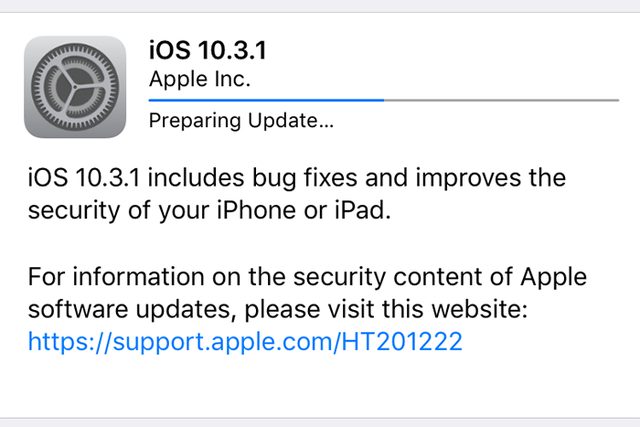 iOS 10.3.1
Apple Inc.
Preparing Update...
iOS 10.3.1 includes bug fixes and improves the
security of your iPhone or iPad.
For information on the security content of Apple
software updates, please visit this website:
https://support.apple.com/HT201222